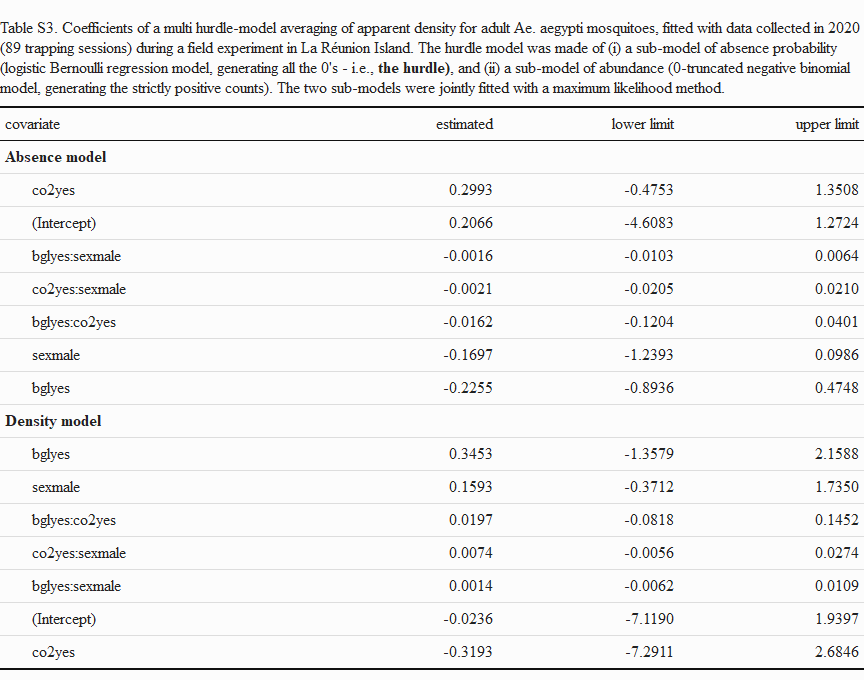 Table S3. Coefficients of a multi hurdle-model averaging of apparent density for adult Ae. aegypti mosquitoes, fitted with data collected in 2020
(89 trapping sessions) during a field experiment in La Réunion Island. The hurdle model was made of (i) a sub-model of absence probability
(logistic Bernoulli regression model, generating all the 0's - i.e., the hurdle), and (ii) a sub-model of abundance (0-truncated negative binomial
model, generating the strictly positive counts). The two sub-models were jointly fitted with a maximum likelihood method.
covariate estimated lower limit upper limit
Absence model
co2yes 0.2993 -0.4753 1.3508
(Intercept) 0.2066 -4.6083 1.2724
bglyes:sexmale -0.0016 -0.0103 0.0064
co2yes:sexmale -0.0021 -0.0205 0.0210
bglyes:co2yes -0.0162 -0.1204 0.0401
sexmale -0.1697 -1.2393 0.0986
bglyes -0.2255 -0.8936 0.4748
Density model
bglyes 0.3453 -1.3579 2.1588
sexmale 0.1593 -0.3712 1.7350
bglyes:co2yes 0.0197 -0.0818 0.1452
co2yes:sexmale 0.0074 -0.0056 0.0274
bglyes:sexmale 0.0014 -0.0062 0.0109
(Intercept) -0.0236 -7.1190 1.9397
co2yes -0.3193 -7.2911 2.6846